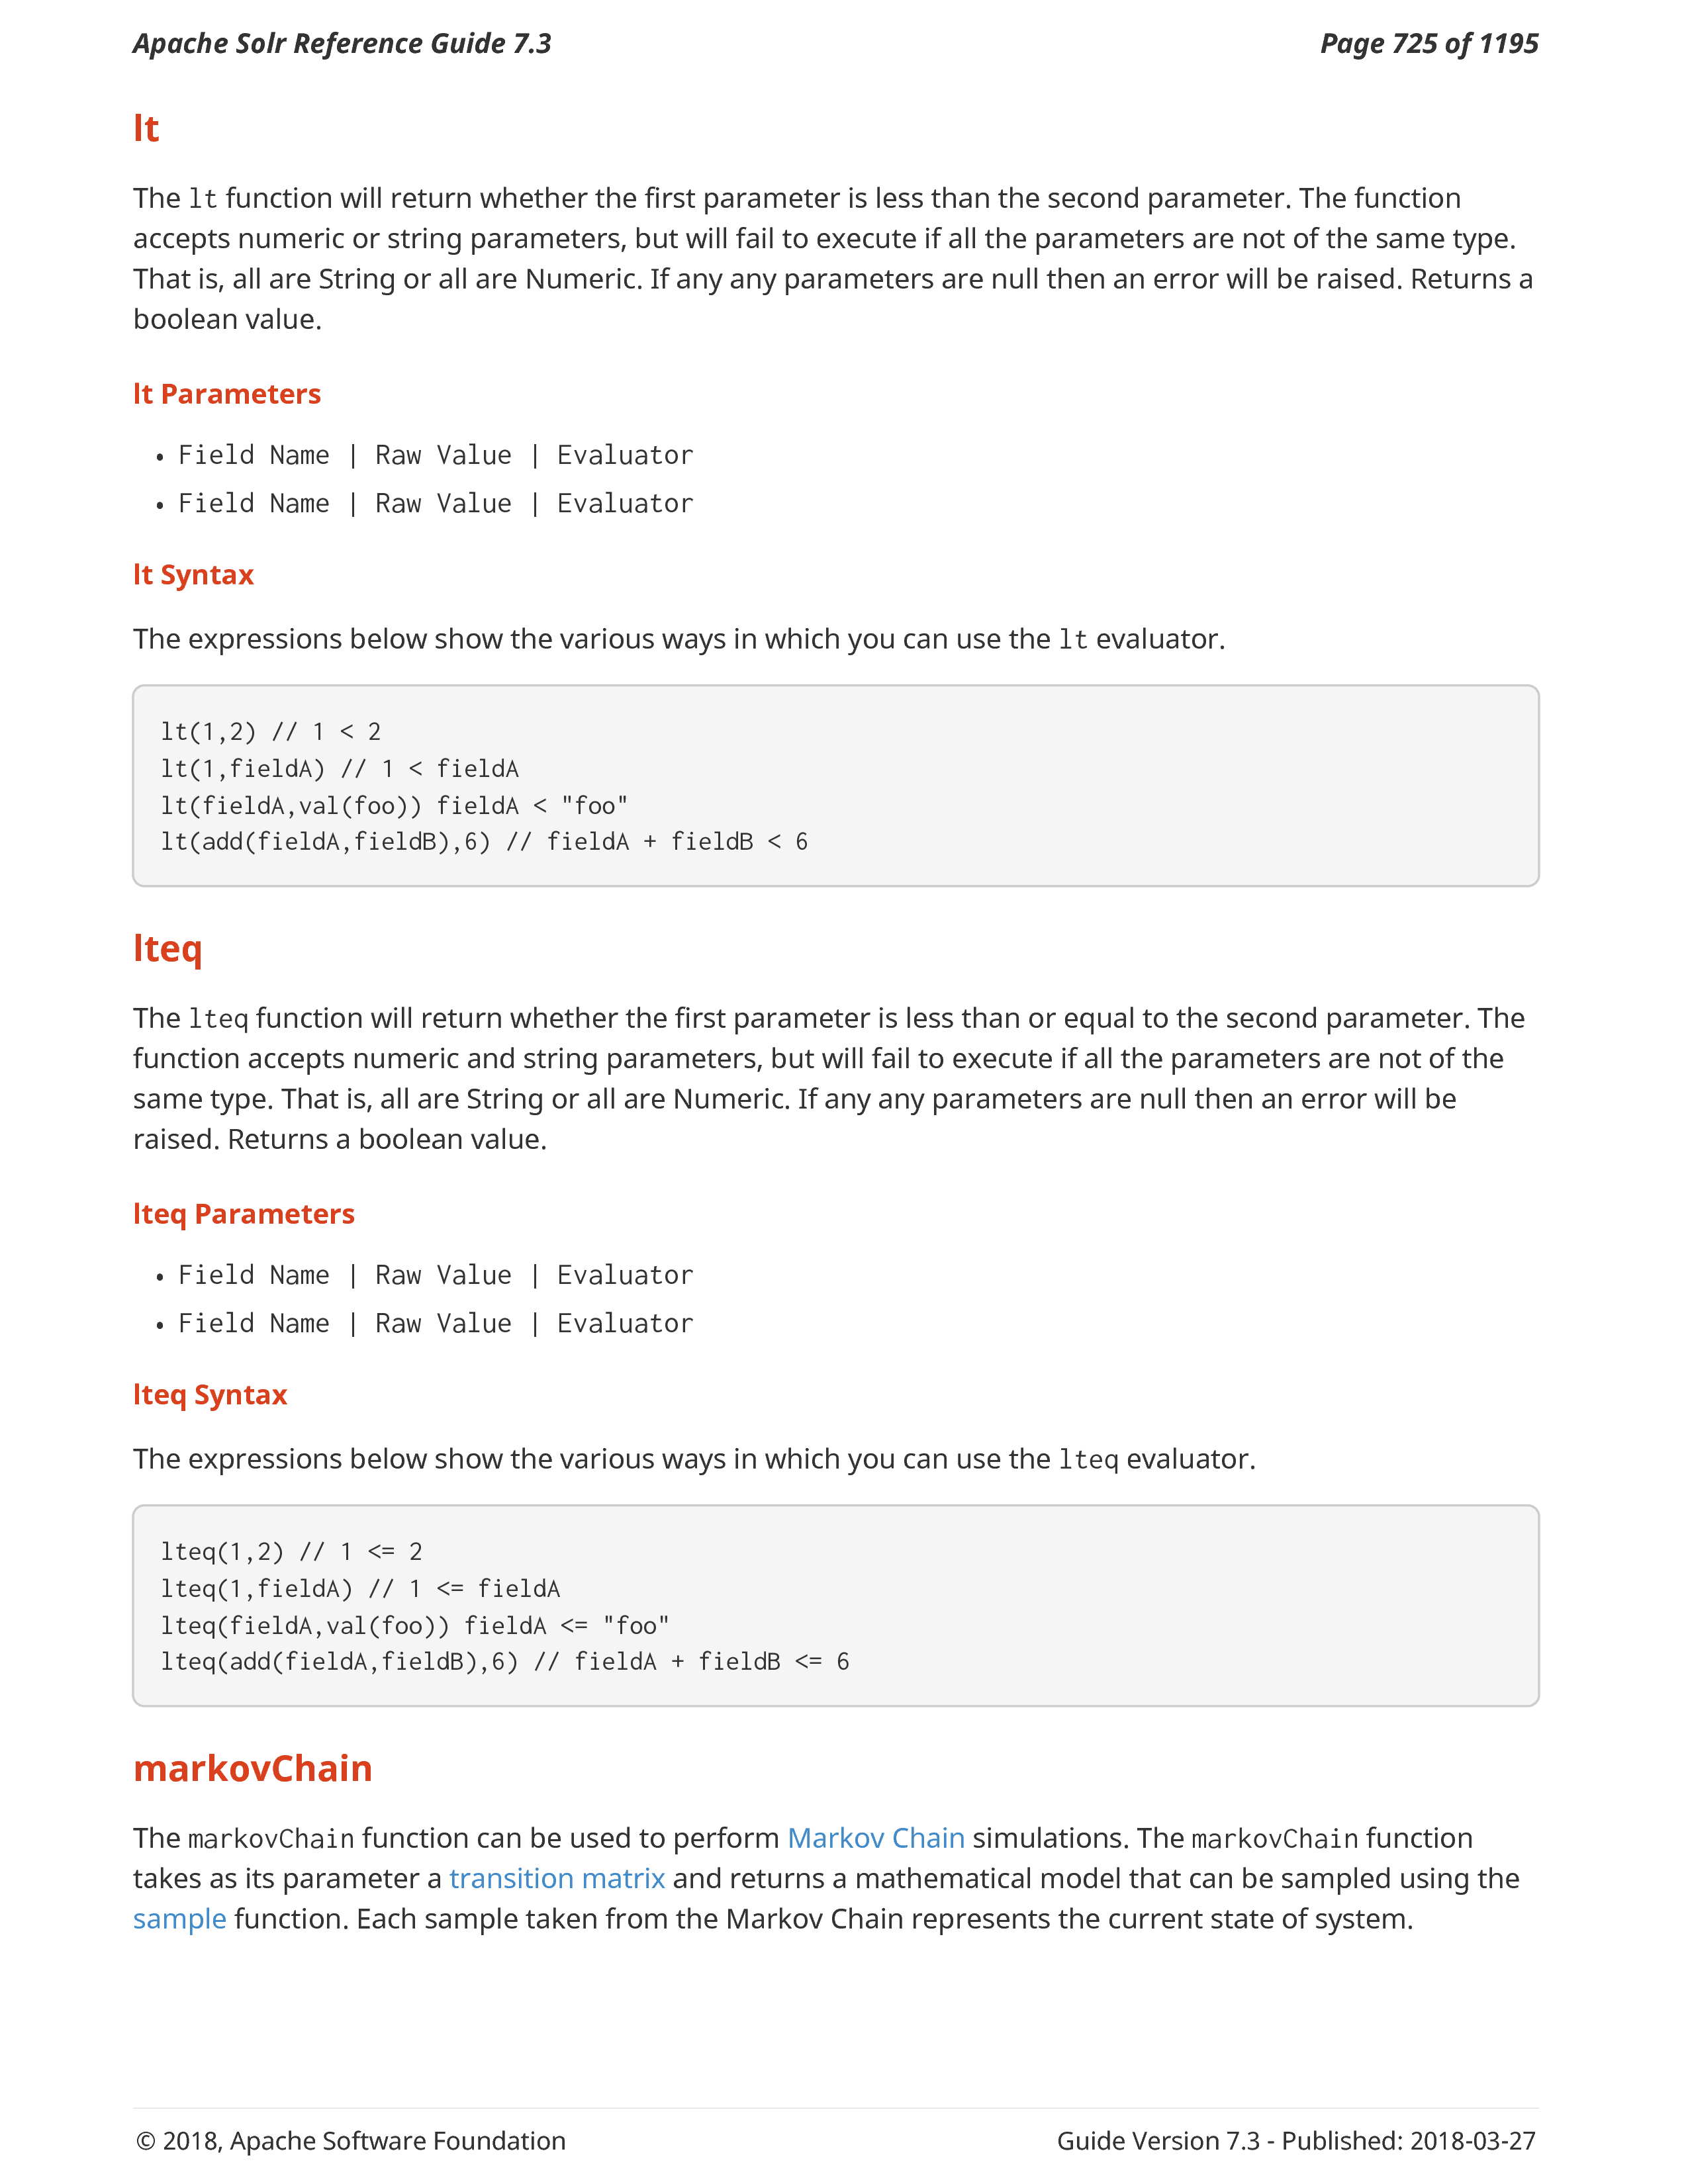 Apache Solr Reference Guide 7.3 Page 725 of 1195
lt
The lt function will return whether the first parameter is less than the second parameter. The function
accepts numeric or string parameters, but will fail to execute if all the parameters are not of the same type.
That is, all are String or all are Numeric. If any any parameters are null then an error will be raised. Returns a
boolean value.
lt Parameters
• Field Name | Raw Value | Evaluator
• Field Name | Raw Value | Evaluator
lt Syntax
The expressions below show the various ways in which you can use the lt evaluator.
lt(1,2) // 1 < 2
lt(1,fieldA) // 1 < fieldA
lt(fieldA,val(foo)) fieldA < "foo"
lt(add(fieldA,fieldB),6) // fieldA + fieldB < 6
lteq
The lteq function will return whether the first parameter is less than or equal to the second parameter. The
function accepts numeric and string parameters, but will fail to execute if all the parameters are not of the
same type. That is, all are String or all are Numeric. If any any parameters are null then an error will be
raised. Returns a boolean value.
lteq Parameters
• Field Name | Raw Value | Evaluator
• Field Name | Raw Value | Evaluator
lteq Syntax
The expressions below show the various ways in which you can use the lteq evaluator.
lteq(1,2) // 1 <= 2
lteq(1,fieldA) // 1 <= fieldA
lteq(fieldA,val(foo)) fieldA <= "foo"
lteq(add(fieldA,fieldB),6) // fieldA + fieldB <= 6
markovChain
The markovChain function can be used to perform Markov Chain simulations. The markovChain function
takes as its parameter a transition matrix and returns a mathematical model that can be sampled using the
sample function. Each sample taken from the Markov Chain represents the current state of system.
© 2018, Apache Software Foundation Guide Version 7.3 - Published: 2018-03-27